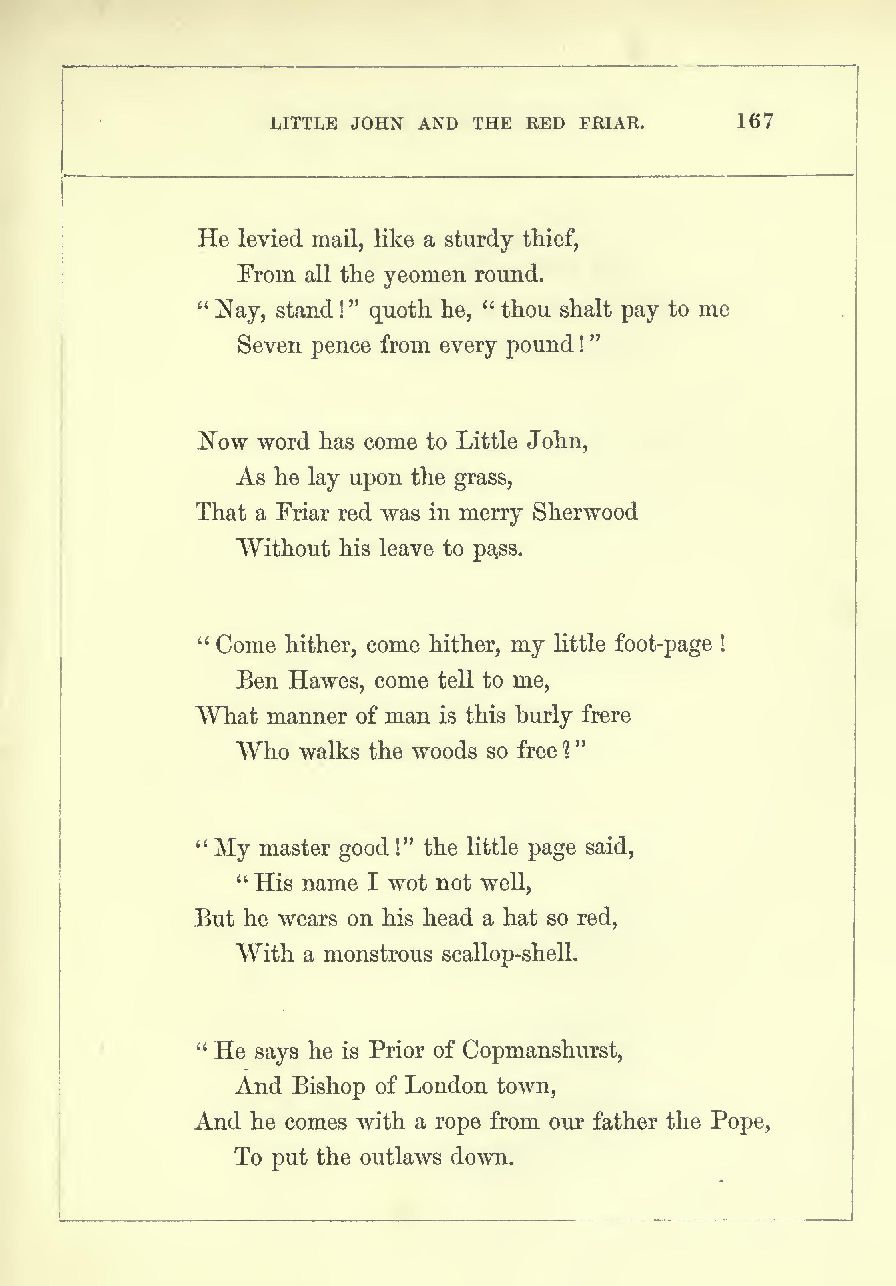 LITTLE JOHN AND THE RED FRIAR. 167
He levied mail, like a sturdy thief,
From all the yeomen round.
“Nay, stand!” quoth he, “thou shalt pay to me
Seven pence from every pound!”
Now word has come to Little John,
As he lay upon the grass,
That a Friar red was in merry Sherwood
Without his leave to pass.
“Come hither, come hither, my little foot-page!
Ben Hawes, come tell to me,
What manner of man is this burly frere
Who walks the woods so free?”
“My master good!” the little page said,
“His name I wot not well,
But he wears on his head a hat so red,
With a monstrous scallop-shell.
“He says he is Prior of Copmanshurst,
And Bishop of London town,
And he comes with a rope from our father the Pope,
To put the outlaws down.